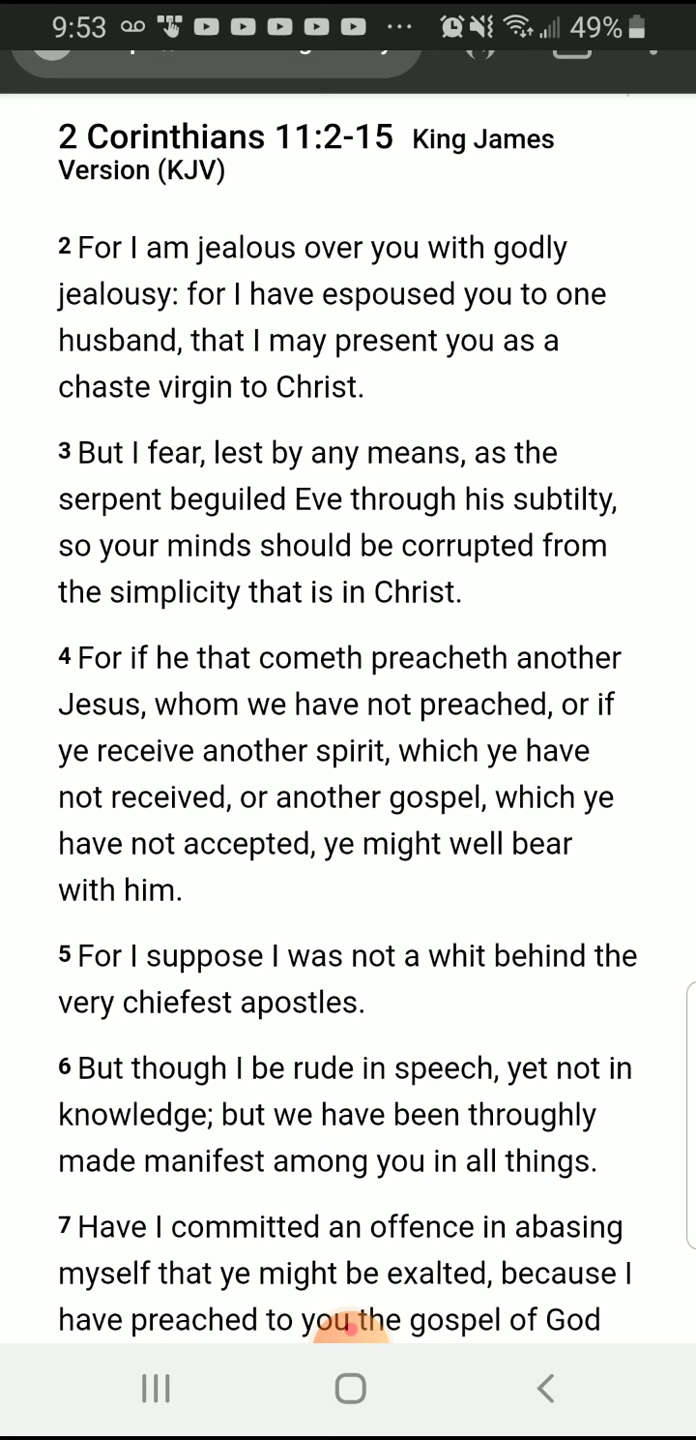 9:53 ... 49%
2 Corinthians 11:2-15 King James
Version (KJV)
2 For I am jealous over you with godly
jealousy: for I have espoused you to one
husband, that I may present you as a
chaste virgin to Christ.
3 But I fear, lest by any means, as the
serpent beguiled Eve through his subtilty,
so your minds should be corrupted from
the simplicity that is in Christ.
4 For if he that cometh preacheth another
Jesus, whom we have not preached, or if
ye receive another spirit, which ye have
not received, or another gospel, which ye
have not accepted, ye might well bear
with him.
5 For I suppose I was not a whit behind the
very chiefest apostles.
6 But though I be rude in speech, yet not in
knowledge; but we have been throughly
made manifest among you in all things.
7 Have I committed an offence in abasing
myself that ye might be exalted, because I
have preached to you the gospel of God